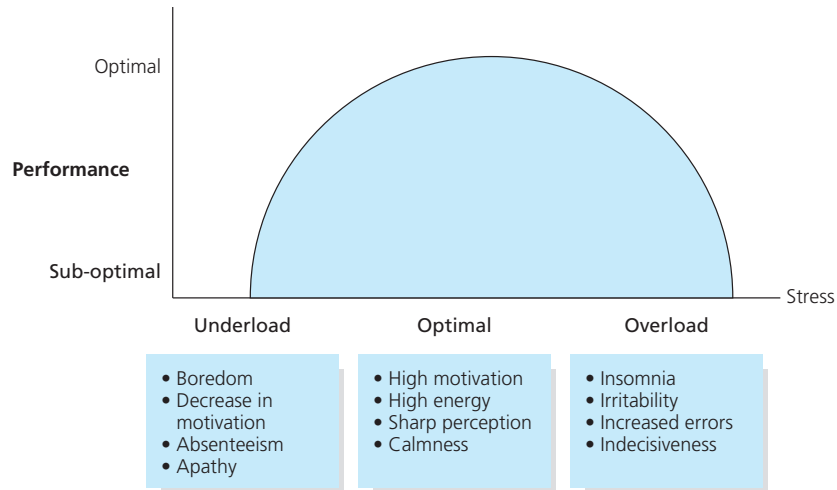 Optimal
Performance
Sub-optimal
Stress
Underload Optimal Overload
• Boredom
• Decrease in
motivation
• Absenteeism
• Apathy
• High motivation
• High energy
• Sharp perception
• Calmness
• Insomnia
• Irritability
• Increased errors
• Indecisiveness